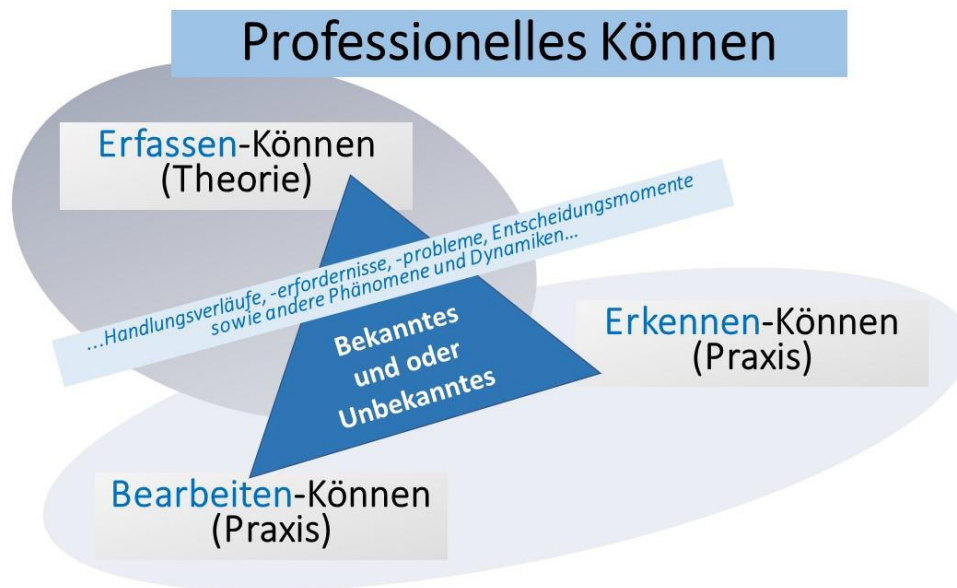 Professionelles Können
Erfassen-Können
(Theorie)
...Handlungsverläufe, -erfordernisse, -probleme, Entscheidungsmomente
sowie andere Phänomene und Dynamiken...
Bekanntes
und oder
Unbekanntes
Erkennen-Können
(Praxis)
Bearbeiten-Können
(Praxis)